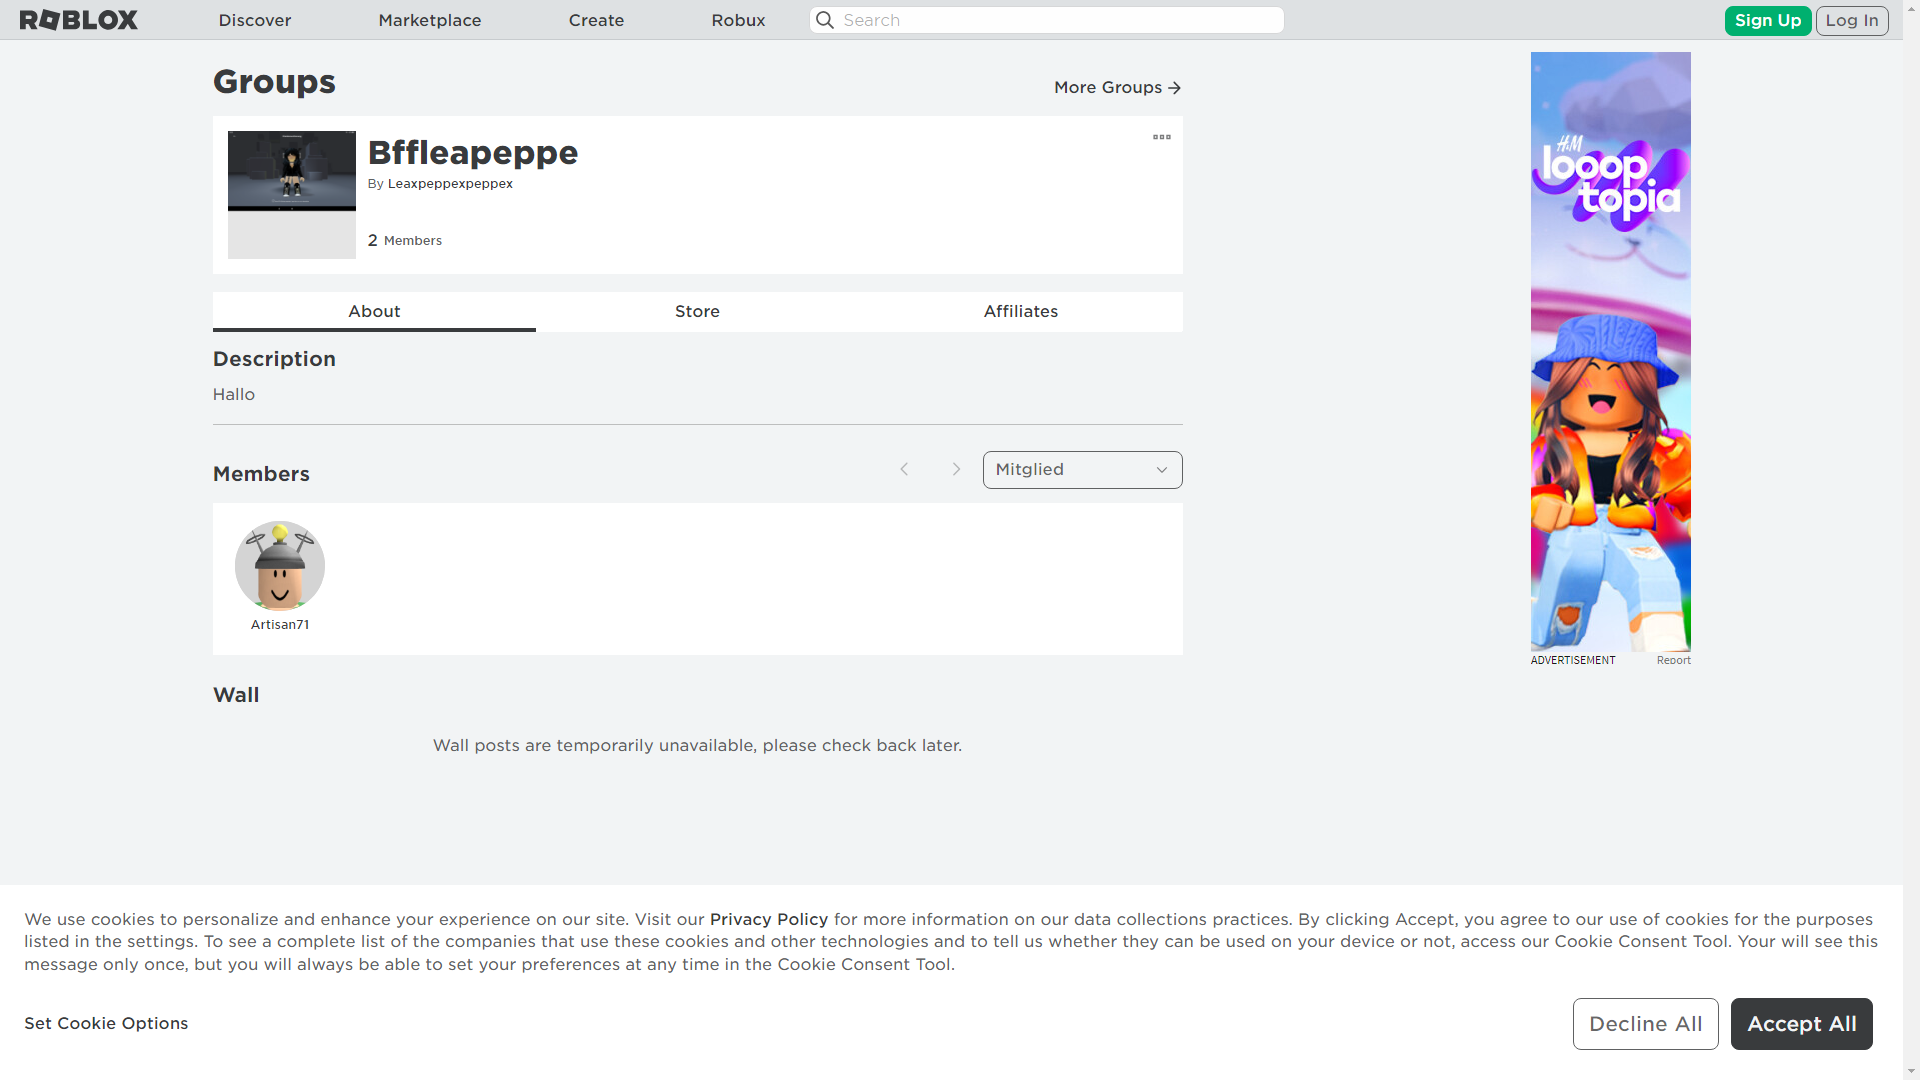 ROBLOX Discover Marketplace Create Robux Search Sign Up Log In
Groups
More Groups
Bffleapeppe
By Leaxpeppexpeppex
2 Members
About Store Affiliates
Description
Hallo
Members
Mitglied
Artisan71
Wall
Wall posts are temporarily unavailable, please check back later.
H&M
looop
topia
ADVERTISEMENT Report
We use cookies to personalize and enhance your experience on our site. Visit our Privacy Policy for more information on our data collections practices. By clicking Accept, you agree to our use of cookies for the purposes
listed in the settings. To see a complete list of the companies that use these cookies and other technologies and to tell us whether they can be used on your device or not, access our Cookie Consent Tool. Your will see this
message only once, but you will always be able to set your preferences at any time in the Cookie Consent Tool.
Set Cookie Options
Decline All
Accept All